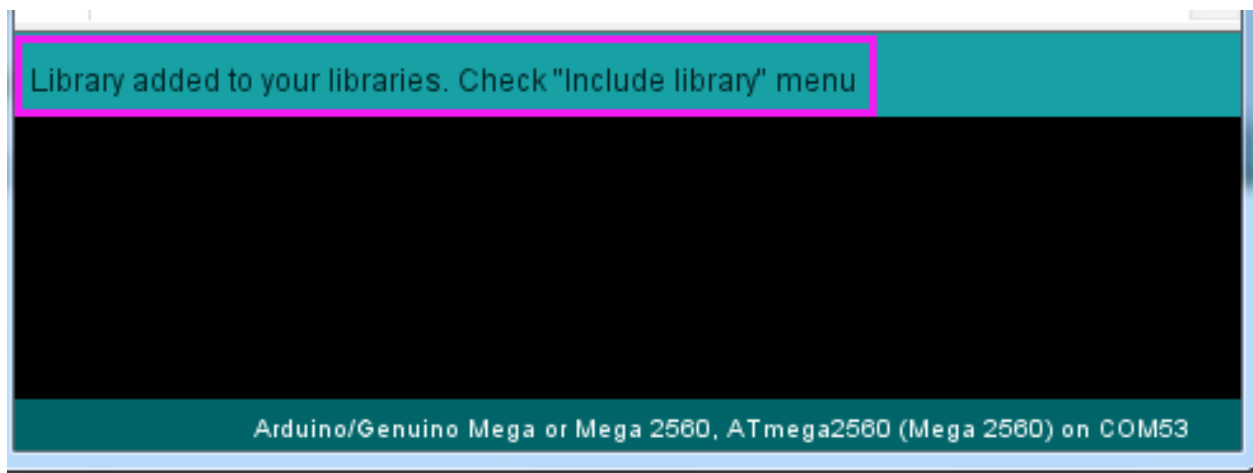 Library added to your libraries. Check "Include library" menu
Arduino/Genuino Mega or Mega 2560, ATmega2560 (Mega 2560) on COM53